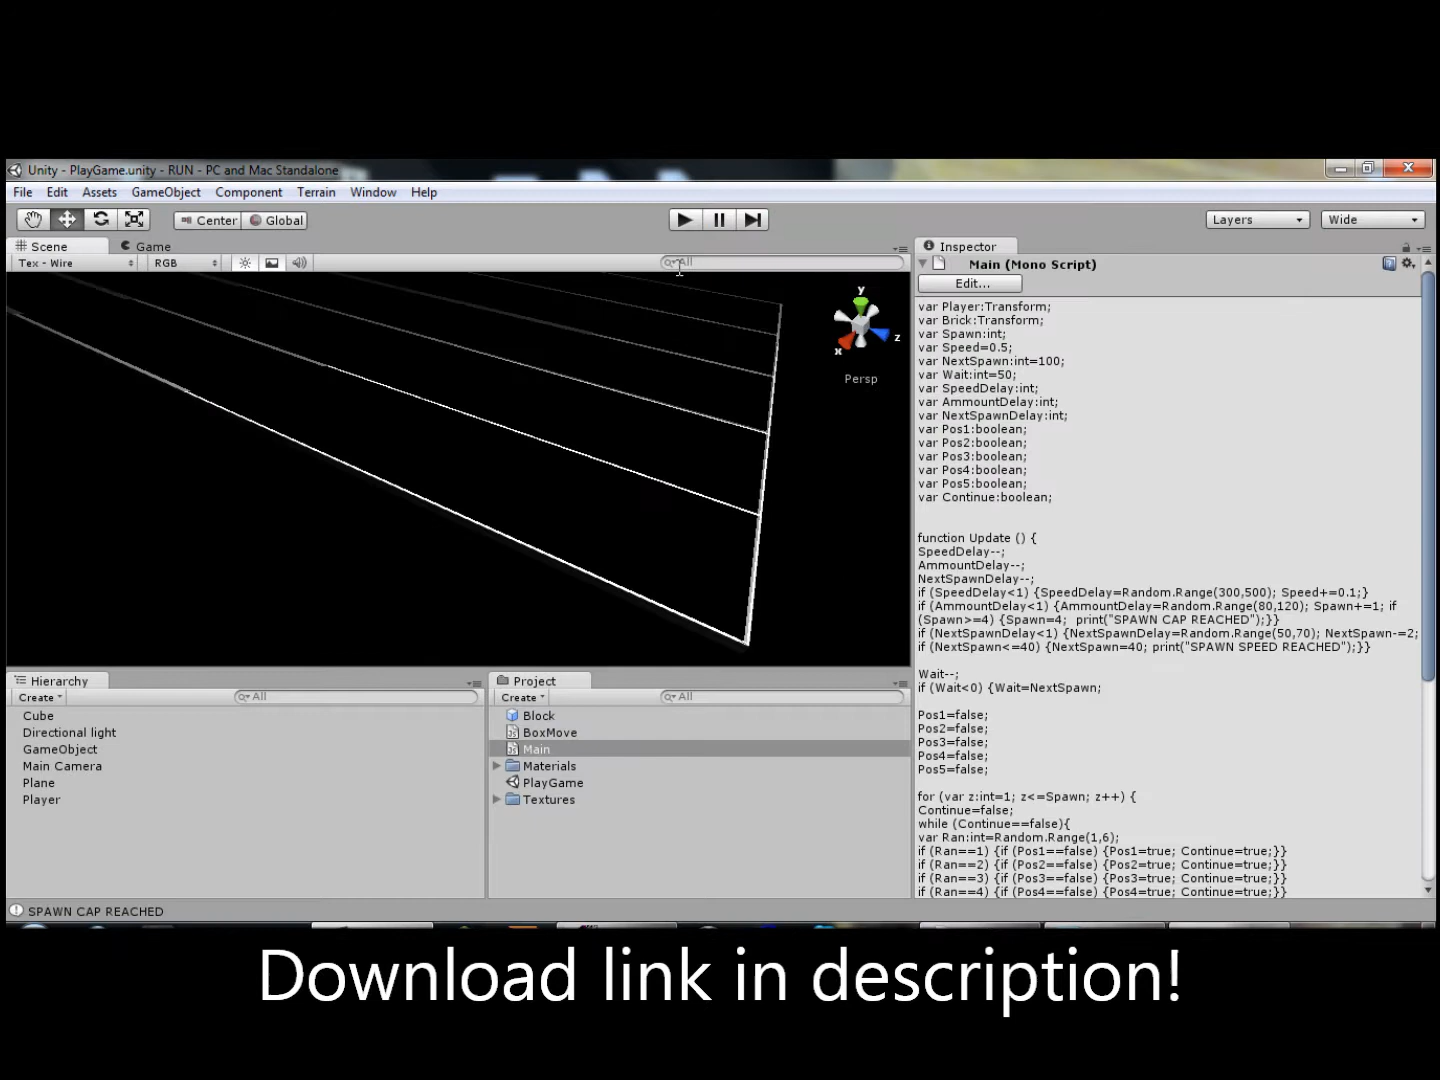 Unity - PlayGame.unity - RUN - PC and Mac Standalone
File Edit Assets GameObject Component Terrain Window Help
Center Global
Layers Wide
Scene Game
Tex - Wire RGB All
y
x
z
Persp
Inspector
Main (Mono Script)
Edit...
var Player:Transform;
var Brick:Transform;
var Spawn:int;
var Speed=0.5;
var NextSpawn:int=100;
var Wait:int=50;
var SpeedDelay:int;
var AmmountDelay:int;
var NextSpawnDelay:int;
var Pos1:boolean;
var Pos2:boolean;
var Pos3:boolean;
var Pos4:boolean;
var Pos5:boolean;
var Continue:boolean;
function Update () {
SpeedDelay--;
AmmountDelay--;
NextSpawnDelay--;
if (SpeedDelay<1) {SpeedDelay=Random.Range(300,500); Speed+=0.1;}
if (AmmountDelay<1) {AmmountDelay=Random.Range(80,120); Spawn+=1; if
(Spawn>=4) {Spawn=4;  print("SPAWN CAP REACHED");}}
if (NextSpawnDelay<1) {NextSpawnDelay=Random.Range(50,70); NextSpawn-=2;
if (NextSpawn<=40) {NextSpawn=40; print("SPAWN SPEED REACHED");}}
Wait--;
if (Wait<0) {Wait=NextSpawn;
Pos1=false;
Pos2=false;
Pos3=false;
Pos4=false;
Pos5=false;
for (var z:int=1; z<=Spawn; z++) {
Continue=false;
while (Continue==false){
var Ran:int=Random.Range(1,6);
if (Ran==1) {if (Pos1==false) {Pos1=true; Continue=true;}}
if (Ran==2) {if (Pos2==false) {Pos2=true; Continue=true;}}
if (Ran==3) {if (Pos3==false) {Pos3=true; Continue=true;}}
if (Ran==4) {if (Pos4==false) {Pos4=true; Continue=true;}}
Hierarchy
Create All
Cube
Directional light
GameObject
Main Camera
Plane
Player
Project
Create All
Block
BoxMove
Main
Materials
PlayGame
Textures
SPAWN CAP REACHED
Download link in description!